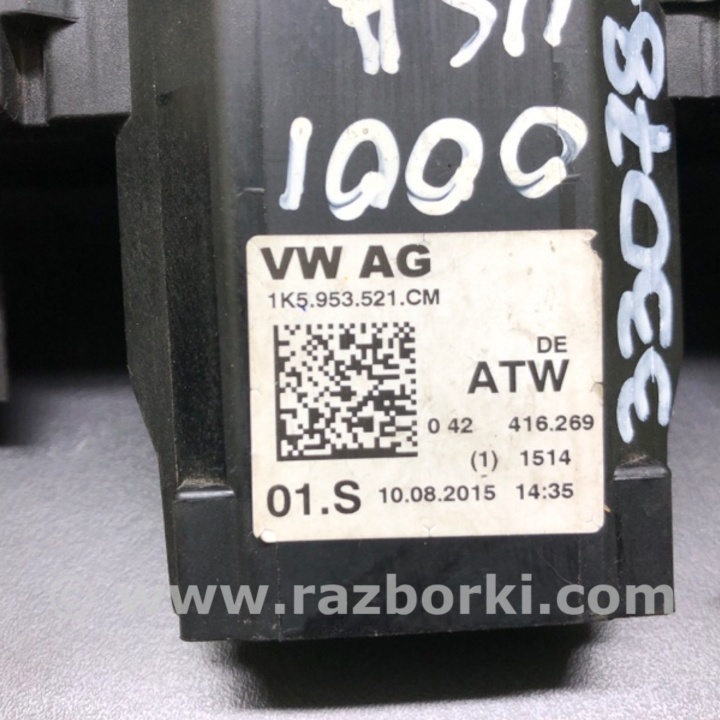 1000
VW AG
1K5.953.521.CM
DE
ATW
0 42 416.269
(1) 1514
01.S 10.08.2015 14:35
www.razborki.com